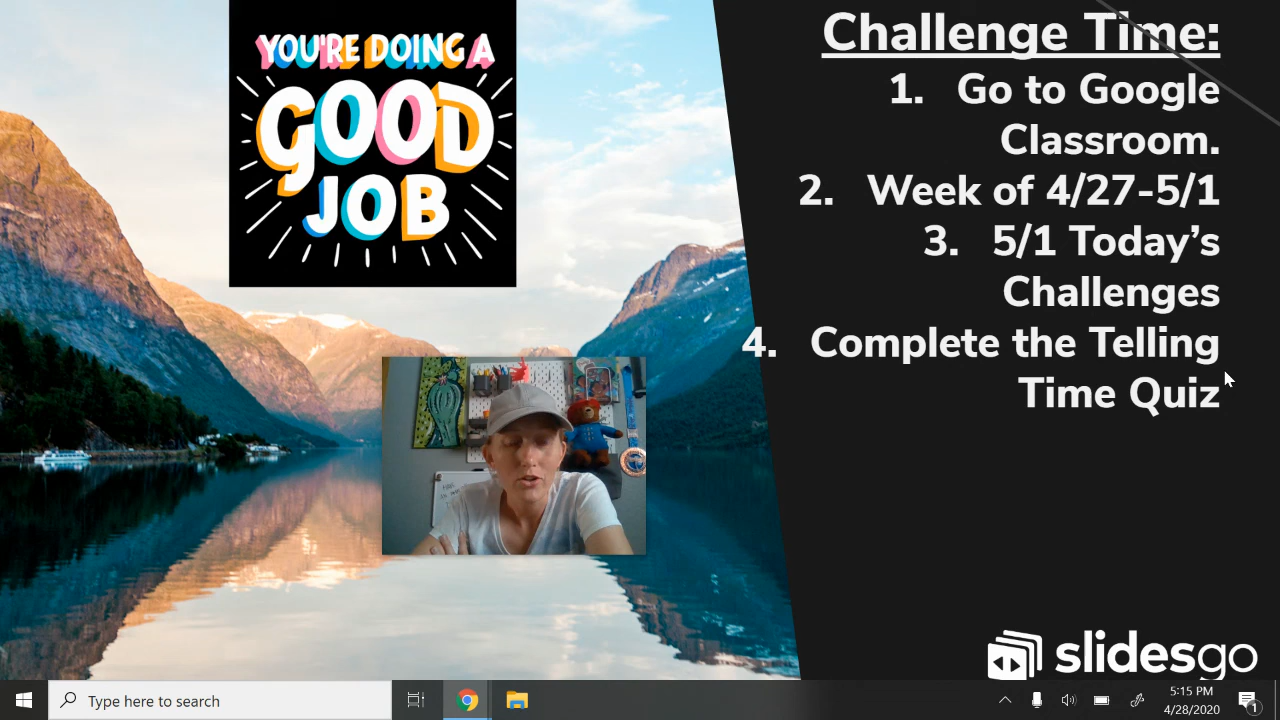 YOU'RE DOING A
GOOD
JOB
Challenge Time:
1. Go to Google
Classroom.
2. Week of 4/27-5/1
3. 5/1 Today’s
Challenges
4. Complete the Telling
Time Quiz
slidesgo
Type here to search
5:15 PM
4/28/2020
1